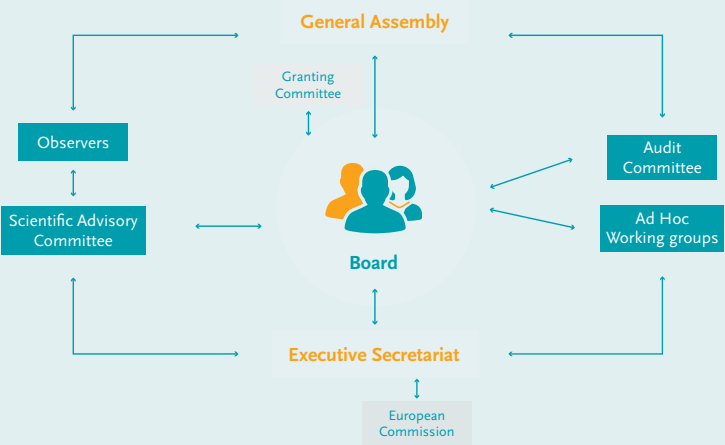 General Assembly
Granting
Committee
Observers
Audit
Committee
Scientific Advisory
Committee
Ad Hoc
Working groups
Board
Executive Secretariat
European
Commission